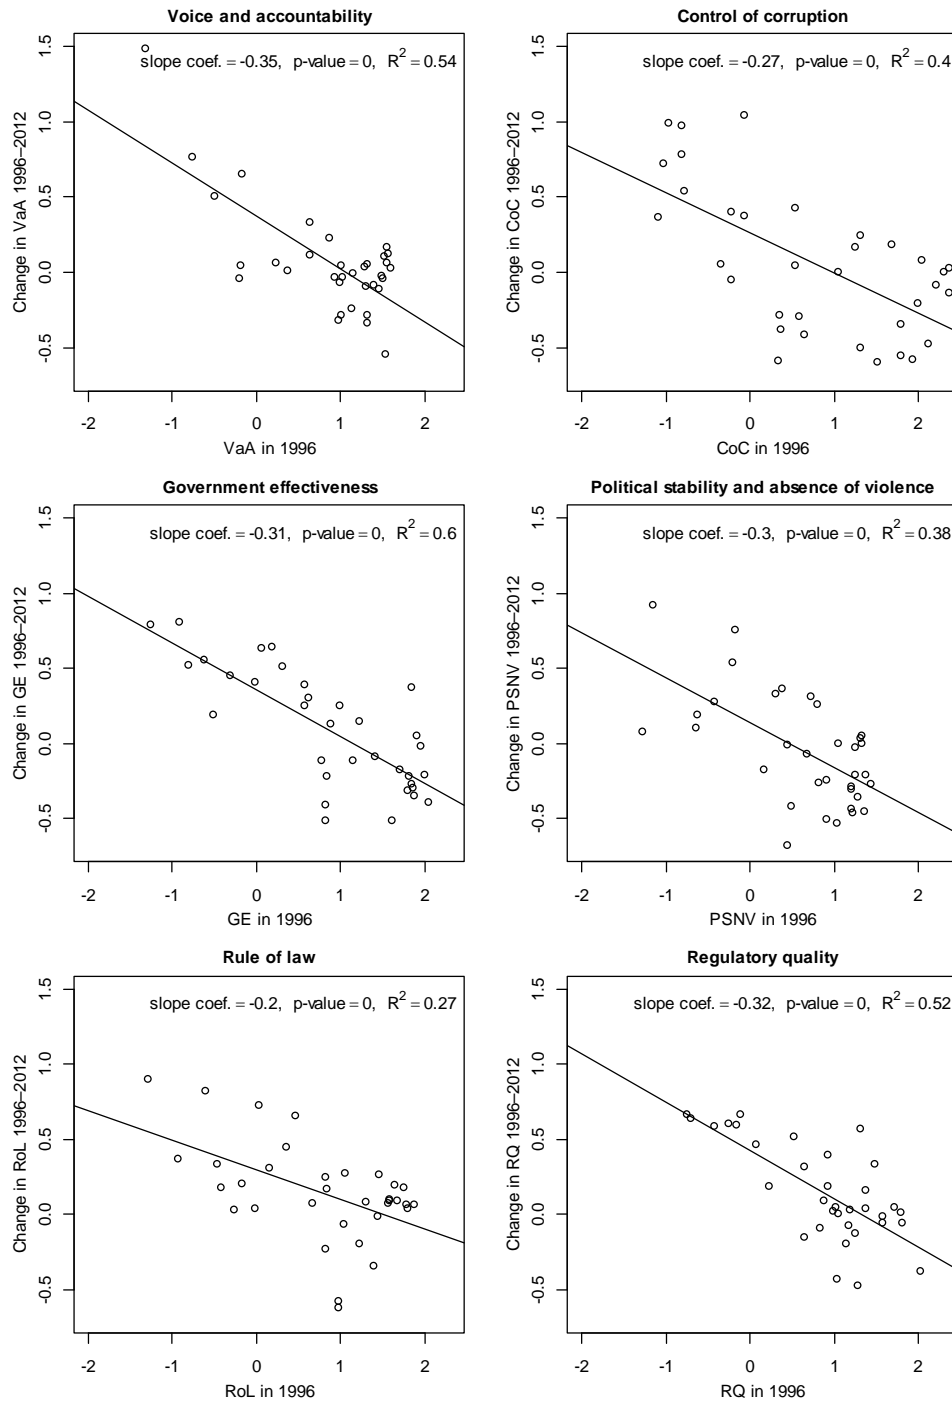 Voice and accountability
slope coef. = -0.35, p-value = 0, R² = 0.54
Change in VaA 1996–2012
-0.5 0.0 0.5 1.0 1.5
-2 -1 0 1 2
VaA in 1996
Control of corruption
slope coef. = -0.27, p-value = 0, R² = 0.4
Change in CoC 1996–2012
-0.5 0.0 0.5 1.0 1.5
-2 -1 0 1 2
CoC in 1996
Government effectiveness
slope coef. = -0.31, p-value = 0, R² = 0.6
Change in GE 1996–2012
-0.5 0.0 0.5 1.0 1.5
-2 -1 0 1 2
GE in 1996
Political stability and absence of violence
slope coef. = -0.3, p-value = 0, R² = 0.38
Change in PSNV 1996–2012
-0.5 0.0 0.5 1.0 1.5
-2 -1 0 1 2
PSNV in 1996
Rule of law
slope coef. = -0.2, p-value = 0, R² = 0.27
Change in RoL 1996–2012
-0.5 0.0 0.5 1.0 1.5
-2 -1 0 1 2
RoL in 1996
Regulatory quality
slope coef. = -0.32, p-value = 0, R² = 0.52
Change in RQ 1996–2012
-0.5 0.0 0.5 1.0 1.5
-2 -1 0 1 2
RQ in 1996